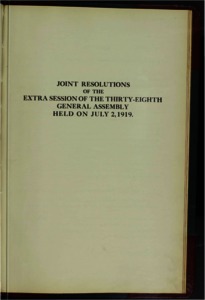 JOINT RESOLUTIONS
OF THE
EXTRA SESSION OF THE THIRTY-EIGHTH
GENERAL ASSEMBLY
HELD ON JULY 2, 1919.